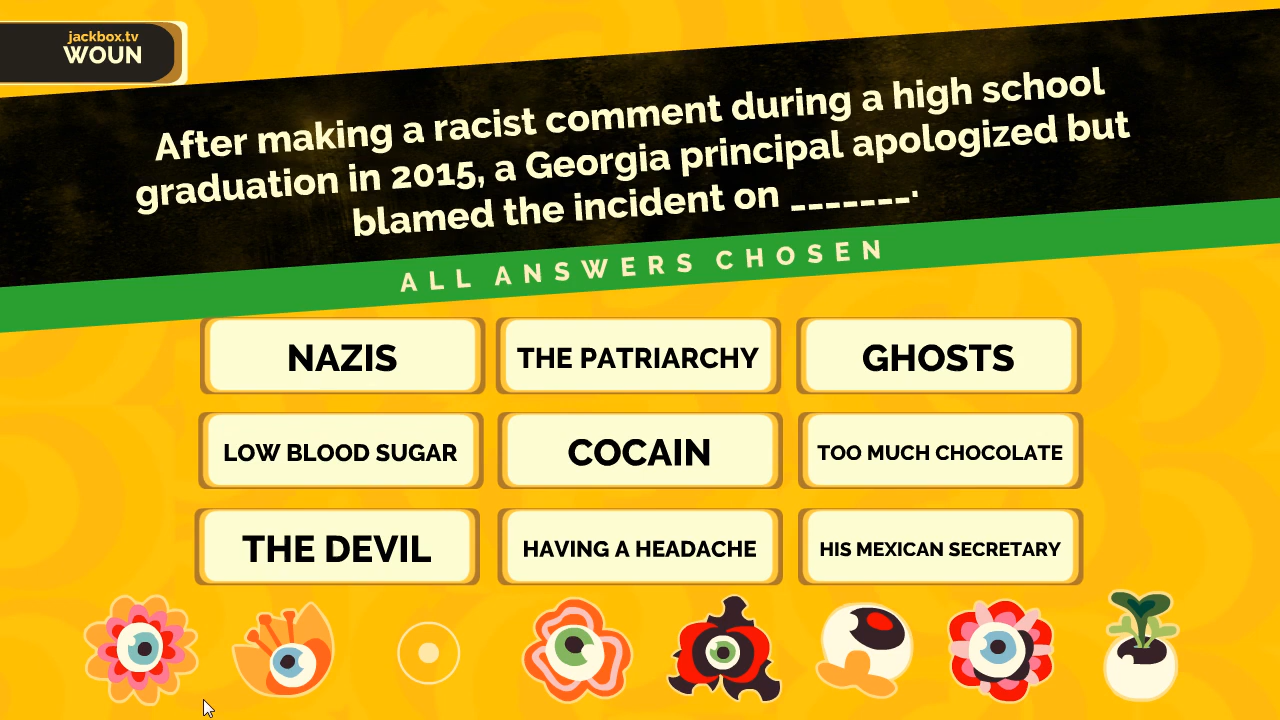 jackbox.tv
WOUN
After making a racist comment during a high school
graduation in 2015, a Georgia principal apologized but
blamed the incident on _______.
ALL ANSWERS CHOSEN
NAZIS
THE PATRIARCHY
GHOSTS
LOW BLOOD SUGAR
COCAIN
TOO MUCH CHOCOLATE
THE DEVIL
HAVING A HEADACHE
HIS MEXICAN SECRETARY